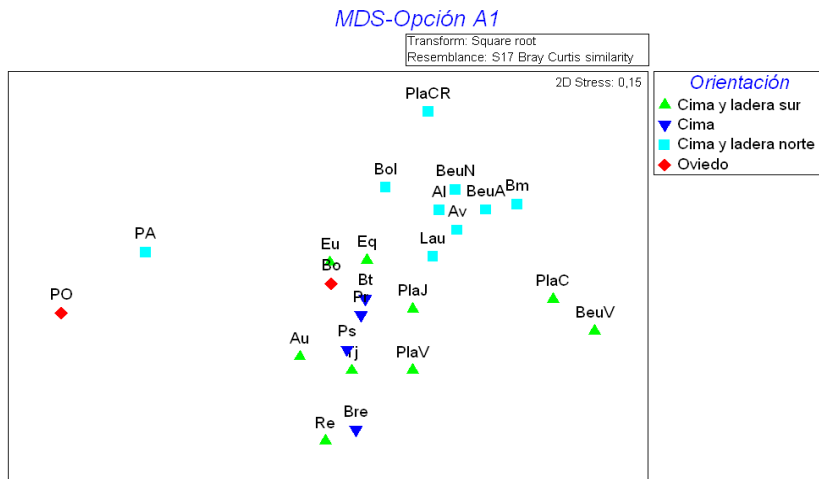 MDS-Opción A1
Transform: Square root
Resemblance: S17 Bray Curtis similarity
2D Stress: 0,15
Orientación
Cima y ladera sur
Cima
Cima y ladera norte
Oviedo
PlaCR
Bol
BeuN
Al
BeuA
Bm
Av
PA
Lau
Eu
Eq
Bo
Bt
PlaJ
PlaC
PO
BeuV
Au
Ps
PlaV
Re
Bre